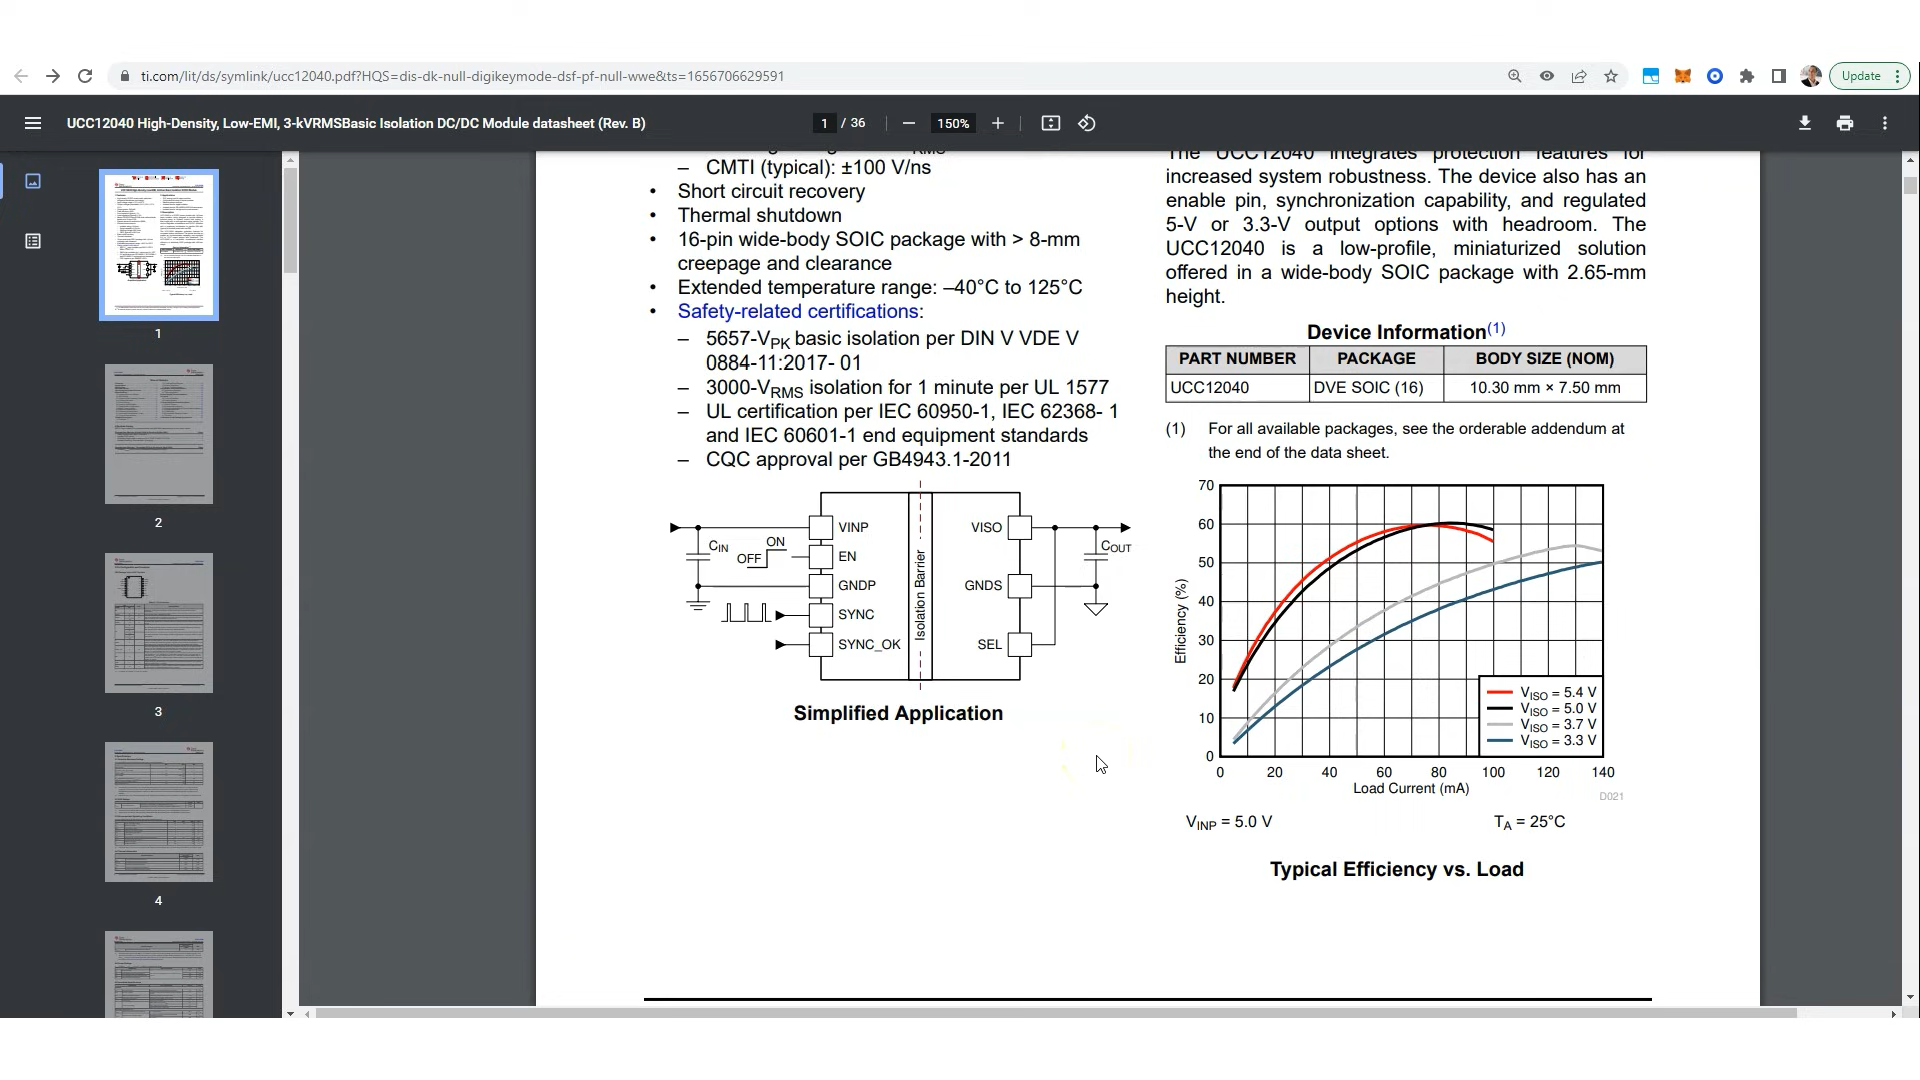 ti.com/lit/ds/symlink/ucc12040.pdf?HQS=dis-dk-null-digikeymode-dsf-pf-null-wwe&ts=1656706629591
Update
UCC12040 High-Density, Low-EMI, 3-kVRMSBasic Isolation DC/DC Module datasheet (Rev. B)
1 / 36
150%
1
2
3
4
– CMTI (typical): ±100 V/ns
• Short circuit recovery
• Thermal shutdown
• 16-pin wide-body SOIC package with > 8-mm
creepage and clearance
• Extended temperature range: –40°C to 125°C
• Safety-related certifications:
– 5657-VPK basic isolation per DIN V VDE V
0884-11:2017- 01
– 3000-VRMS isolation for 1 minute per UL 1577
– UL certification per IEC 60950-1, IEC 62368- 1
and IEC 60601-1 end equipment standards
– CQC approval per GB4943.1-2011
VINP
EN
GNDP
SYNC
SYNC_OK
CIN
ON
OFF
Isolation Barrier
VISO
GNDS
SEL
COUT
Simplified Application
The UCC12040 integrates protection features for
increased system robustness. The device also has an
enable pin, synchronization capability, and regulated
5-V or 3.3-V output options with headroom. The
UCC12040 is a low-profile, miniaturized solution
offered in a wide-body SOIC package with 2.65-mm
height.
Device Information(1)
PART NUMBER PACKAGE BODY SIZE (NOM)
UCC12040 DVE SOIC (16) 10.30 mm × 7.50 mm
(1) For all available packages, see the orderable addendum at
the end of the data sheet.
70
60
50
40
30
20
10
0
Efficiency (%)
VISO = 5.4 V
VISO = 5.0 V
VISO = 3.7 V
VISO = 3.3 V
0 20 40 60 80 100 120 140
Load Current (mA)
D021
VINP = 5.0 V TA = 25°C
Typical Efficiency vs. Load